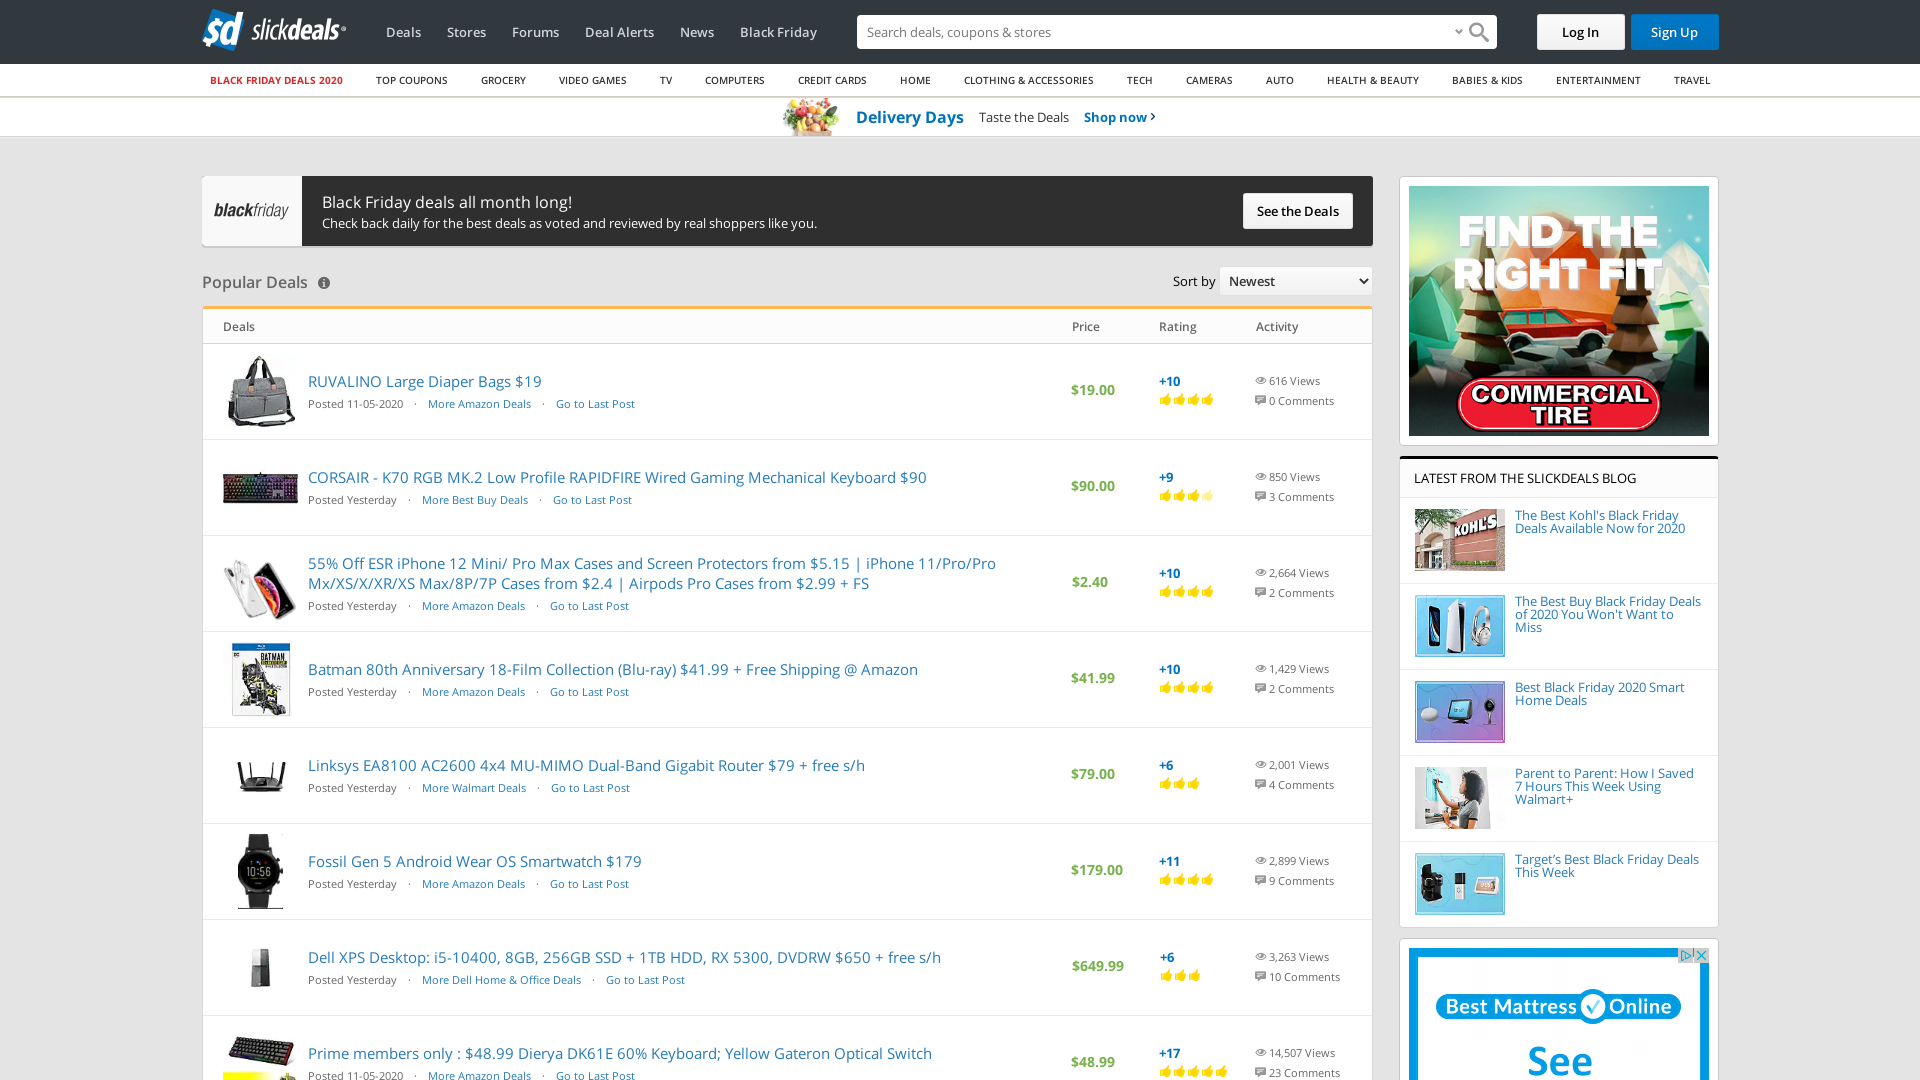 slickdeals
Deals
Stores
Forums
Deal Alerts
News
Black Friday
Search deals, coupons & stores
Log In
Sign Up
BLACK FRIDAY DEALS 2020
TOP COUPONS
GROCERY
VIDEO GAMES
TV
COMPUTERS
CREDIT CARDS
HOME
CLOTHING & ACCESSORIES
TECH
CAMERAS
AUTO
HEALTH & BEAUTY
BABIES & KIDS
ENTERTAINMENT
TRAVEL
Delivery Days Taste the Deals Shop now
blackfriday
Black Friday deals all month long!
Check back daily for the best deals as voted and reviewed by real shoppers like you.
See the Deals
Popular Deals
Sort by Newest
Deals Price Rating Activity
RUVALINO Large Diaper Bags $19
Posted 11-05-2020 · More Amazon Deals · Go to Last Post
$19.00
+10
616 Views
0 Comments
CORSAIR - K70 RGB MK.2 Low Profile RAPIDFIRE Wired Gaming Mechanical Keyboard $90
Posted Yesterday · More Best Buy Deals · Go to Last Post
$90.00
+9
850 Views
3 Comments
55% Off ESR iPhone 12 Mini/ Pro Max Cases and Screen Protectors from $5.15 | iPhone 11/Pro/Pro
Mx/XS/X/XR/XS Max/8P/7P Cases from $2.4 | Airpods Pro Cases from $2.99 + FS
Posted Yesterday · More Amazon Deals · Go to Last Post
$2.40
+10
2,664 Views
2 Comments
BATMAN
Batman 80th Anniversary 18-Film Collection (Blu-ray) $41.99 + Free Shipping @ Amazon
Posted Yesterday · More Amazon Deals · Go to Last Post
$41.99
+10
1,429 Views
2 Comments
Linksys EA8100 AC2600 4x4 MU-MIMO Dual-Band Gigabit Router $79 + free s/h
Posted Yesterday · More Walmart Deals · Go to Last Post
$79.00
+6
2,001 Views
4 Comments
10:56
Fossil Gen 5 Android Wear OS Smartwatch $179
Posted Yesterday · More Amazon Deals · Go to Last Post
$179.00
+11
2,899 Views
9 Comments
Dell XPS Desktop: i5-10400, 8GB, 256GB SSD + 1TB HDD, RX 5300, DVDRW $650 + free s/h
Posted Yesterday · More Dell Home & Office Deals · Go to Last Post
$649.99
+6
3,263 Views
10 Comments
Prime members only : $48.99 Dierya DK61E 60% Keyboard; Yellow Gateron Optical Switch
Posted 11-05-2020 · More Amazon Deals · Go to Last Post
$48.99
+17
14,507 Views
23 Comments
FIND THE
RIGHT FIT
COMMERCIAL
TIRE
LATEST FROM THE SLICKDEALS BLOG
KOHL'S
The Best Kohl's Black Friday
Deals Available Now for 2020
The Best Buy Black Friday Deals
of 2020 You Won't Want to
Miss
Best Black Friday 2020 Smart
Home Deals
Parent to Parent: How I Saved
7 Hours This Week Using
Walmart+
Target’s Best Black Friday Deals
This Week
Best Mattress Online
See